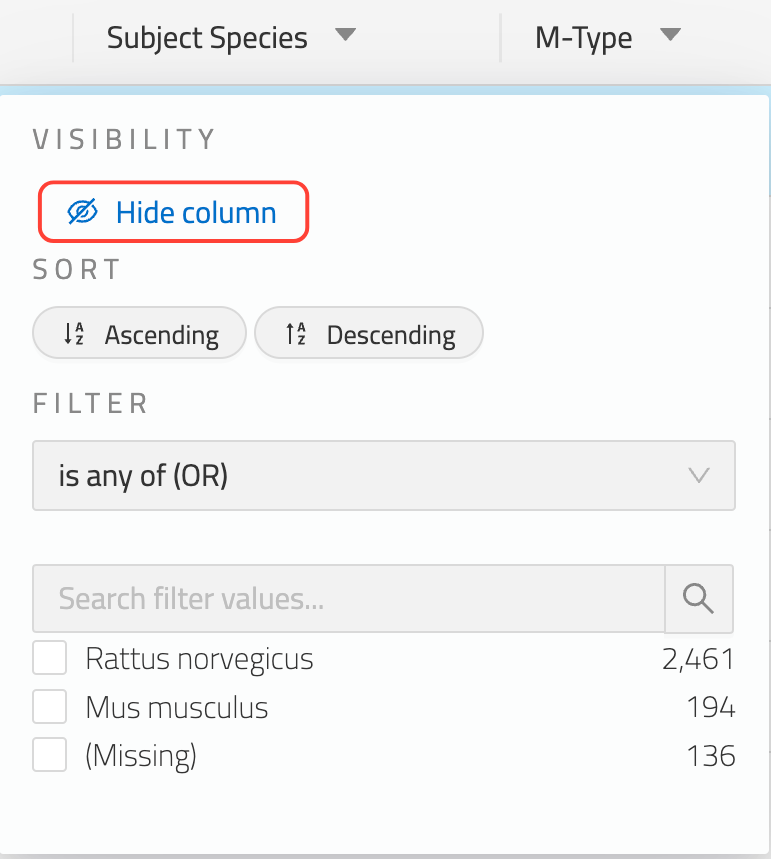 Subject Species M-Type
VISIBILITY
Hide column
SORT
Ascending Descending
FILTER
is any of (OR)
Search filter values...
Rattus norvegicus 2,461
Mus musculus 194
(Missing) 136